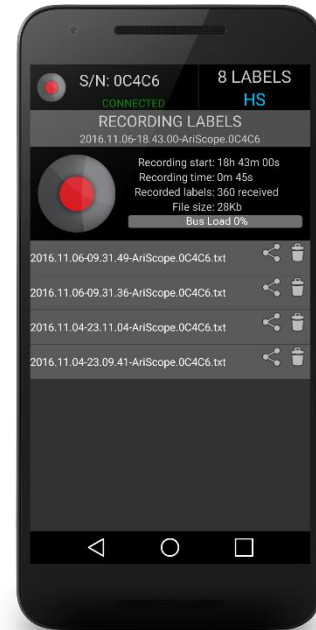 S/N: 0C4C6
CONNECTED
8 LABELS
HS
RECORDING LABELS
2016.11.06-18.43.00-AriScope.0C4C6
Recording start: 18h 43m 00s
Recording time: 0m 45s
Recorded labels: 360 received
File size: 28Kb
Bus Load 0%
2016.11.06-09.31.49-AriScope.0C4C6.txt
2016.11.06-09.31.36-AriScope.0C4C6.txt
2016.11.04-23.11.04-AriScope.0C4C6.txt
2016.11.04-23.09.41-AriScope.0C4C6.txt